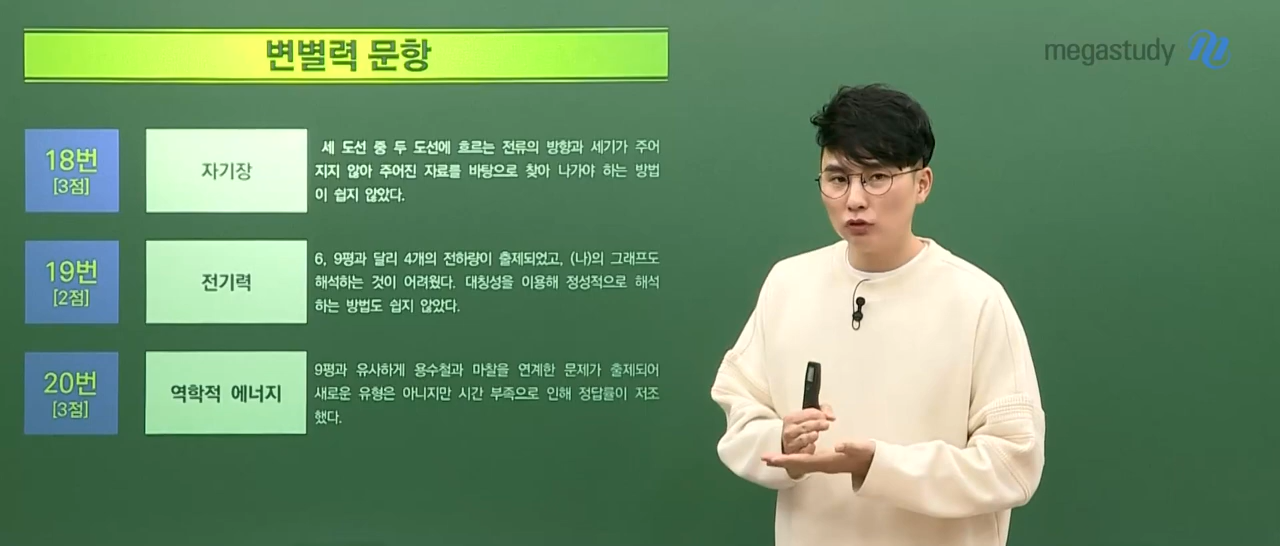 변별력 문항
megastudy
18번
[3점]
자기장
세 도선 중 두 도선에 흐르는 전류의 방향과 세기가 주어
지지 않아 주어진 자료를 바탕으로 찾아 나가야 하는 방법
이 쉽지 않았다.
19번
[2점]
전기력
6, 9평과 달리 4개의 전하량이 출제되었고, (나)의 그래프도
해석하는 것이 어려웠다. 대칭성을 이용해 정성적으로 해석
하는 방법도 쉽지 않았다.
20번
[3점]
역학적 에너지
9평과 유사하게 용수철과 마찰을 연계한 문제가 출제되어
새로운 유형은 아니지만 시간 부족으로 인해 정답률이 저조
했다.